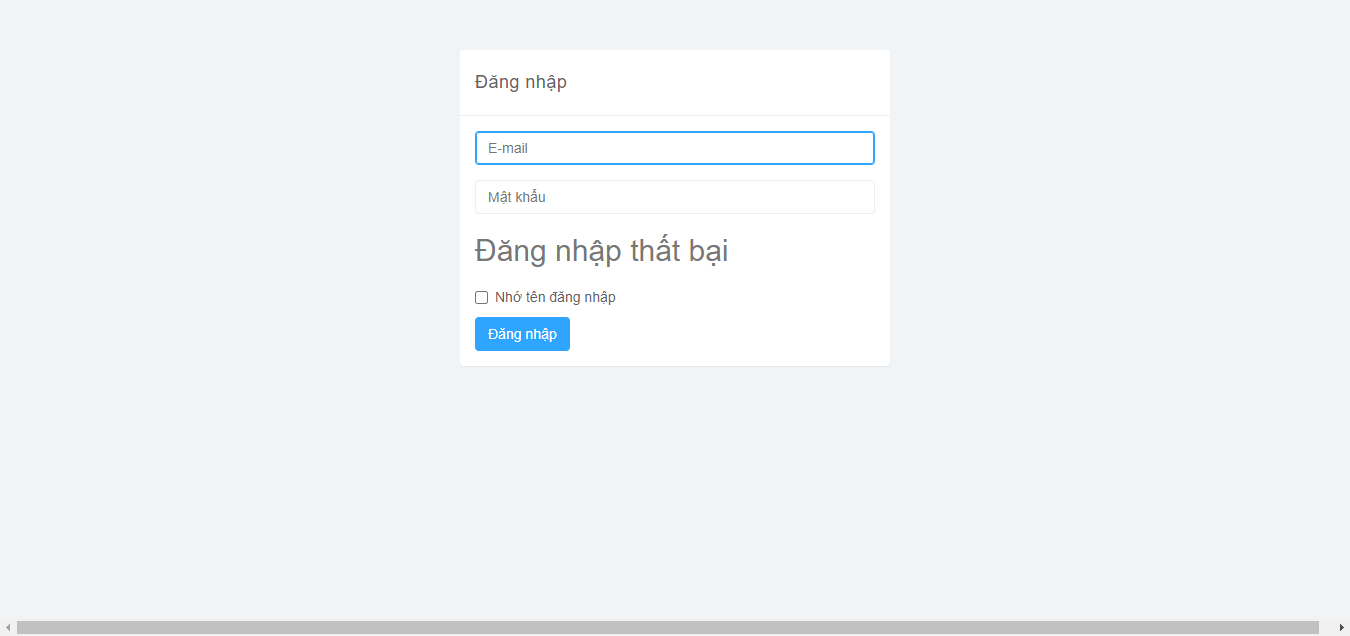 Đăng nhập
E-mail
Mật khẩu
Đăng nhập thất bại
Nhớ tên đăng nhập
Đăng nhập